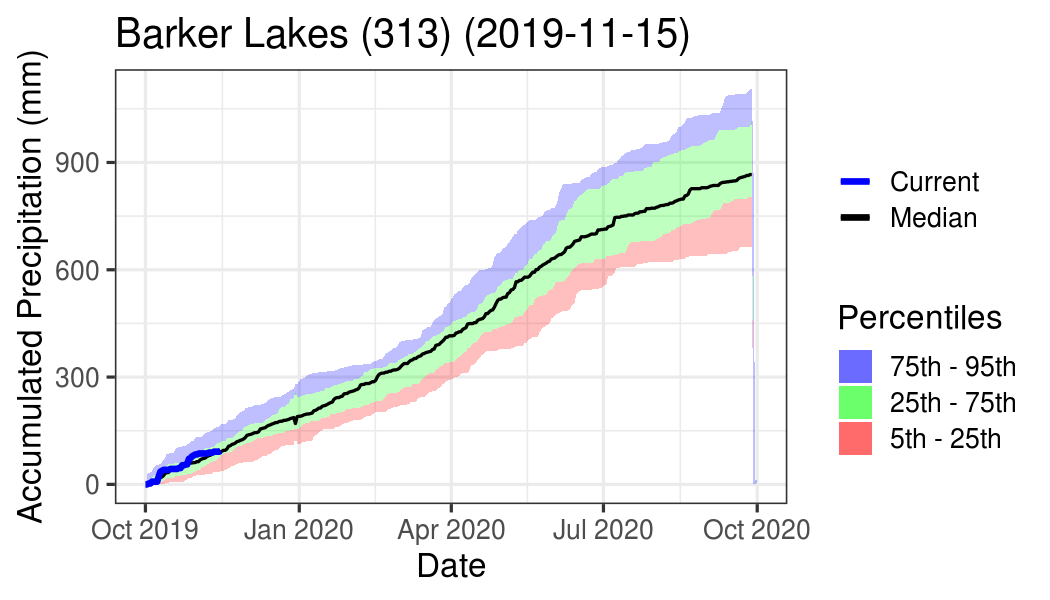 Barker Lakes (313) (2019-11-15)
Accumulated Precipitation (mm)
900
600
300
0
Oct 2019
Jan 2020
Apr 2020
Jul 2020
Oct 2020
Date
Current
Median
Percentiles
75th - 95th
25th - 75th
5th - 25th